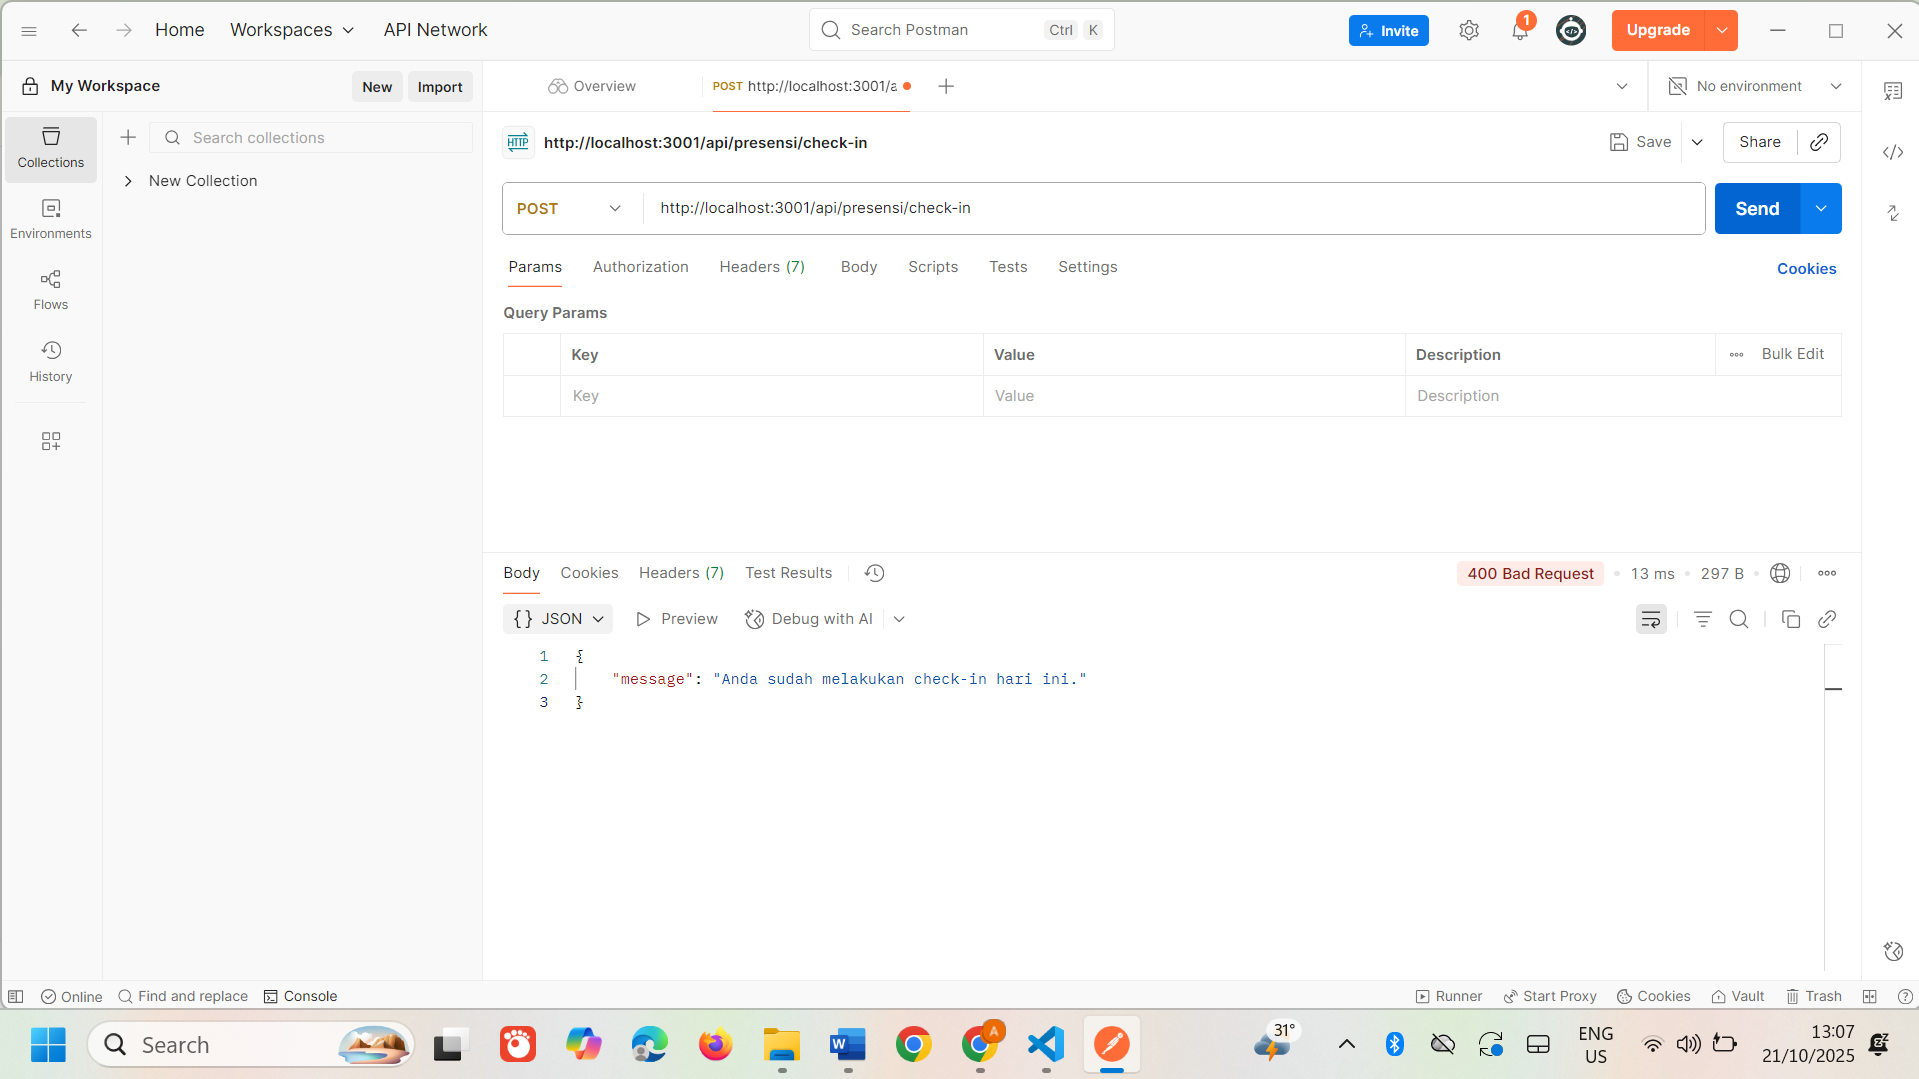 Home
Workspaces
API Network
Search Postman
Ctrl
K
Invite
1
Upgrade
My Workspace
New
Import
Overview
POST http://localhost:3001/a
No environment
Collections
Search collections
HTTP
http://localhost:3001/api/presensi/check-in
Save
Share
New Collection
Environments
POST
http://localhost:3001/api/presensi/check-in
Send
Params
Authorization
Headers (7)
Body
Scripts
Tests
Settings
Cookies
Flows
Query Params
Key
Value
Description
Bulk Edit
Key
Value
Description
History
Body
Cookies
Headers (7)
Test Results
400 Bad Request
13 ms
297 B
{} JSON
Preview
Debug with AI
1 {
2 "message": "Anda sudah melakukan check-in hari ini."
3 }
Online
Find and replace
Console
Runner
Start Proxy
Cookies
Vault
Trash
Search
W
A
31°
ENG
US
13:07
21/10/2025